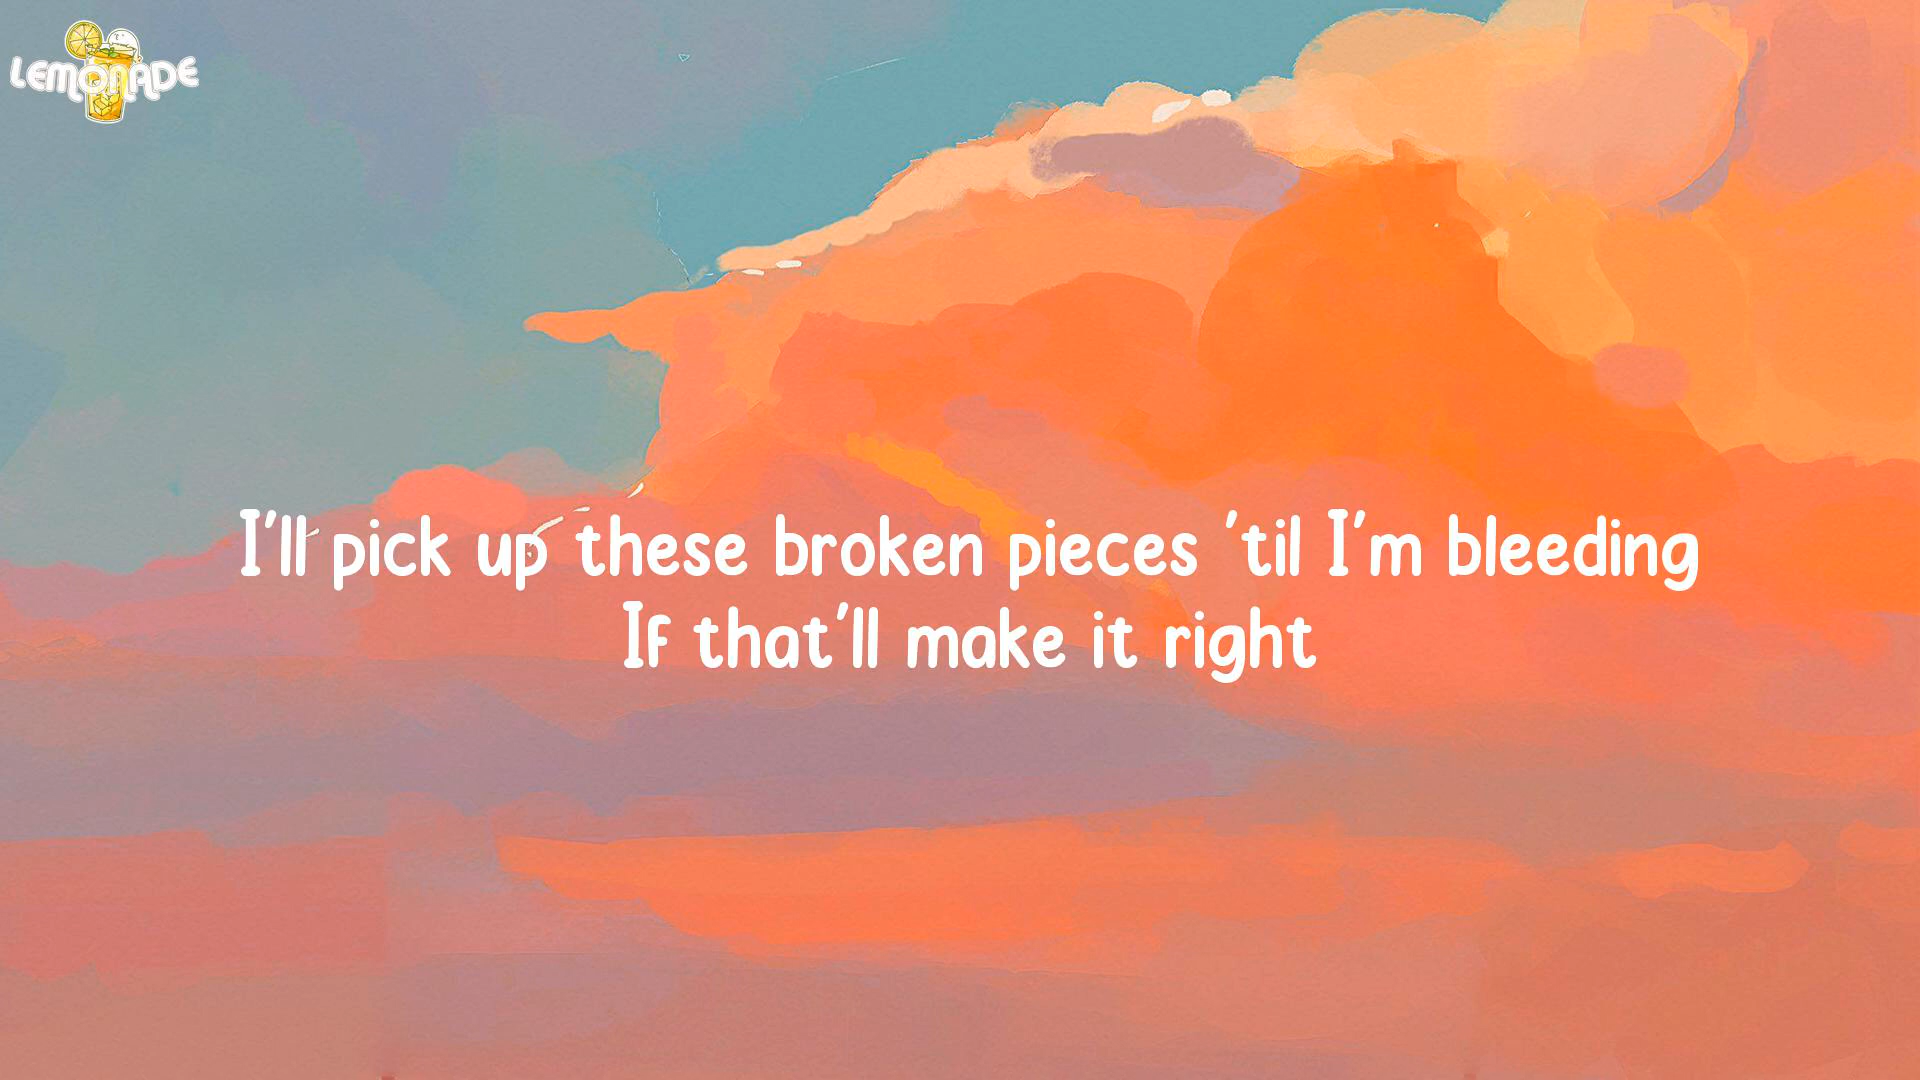 LEMONADE
I'll pick up these broken pieces 'til I'm bleeding
If that'll make it right